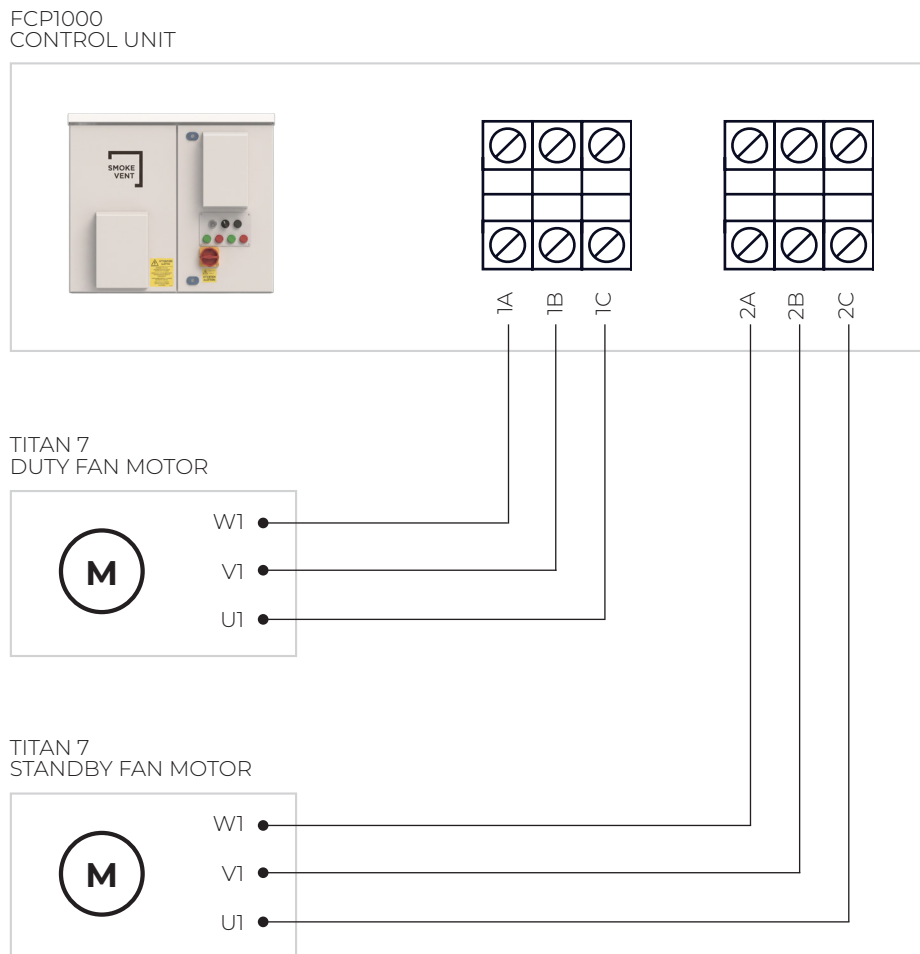 FCP1000
CONTROL UNIT
SMOKE
VENT
1A
1B
1C
2A
2B
2C
TITAN 7
DUTY FAN MOTOR
M
W1
V1
U1
TITAN 7
STANDBY FAN MOTOR
M
W1
V1
U1